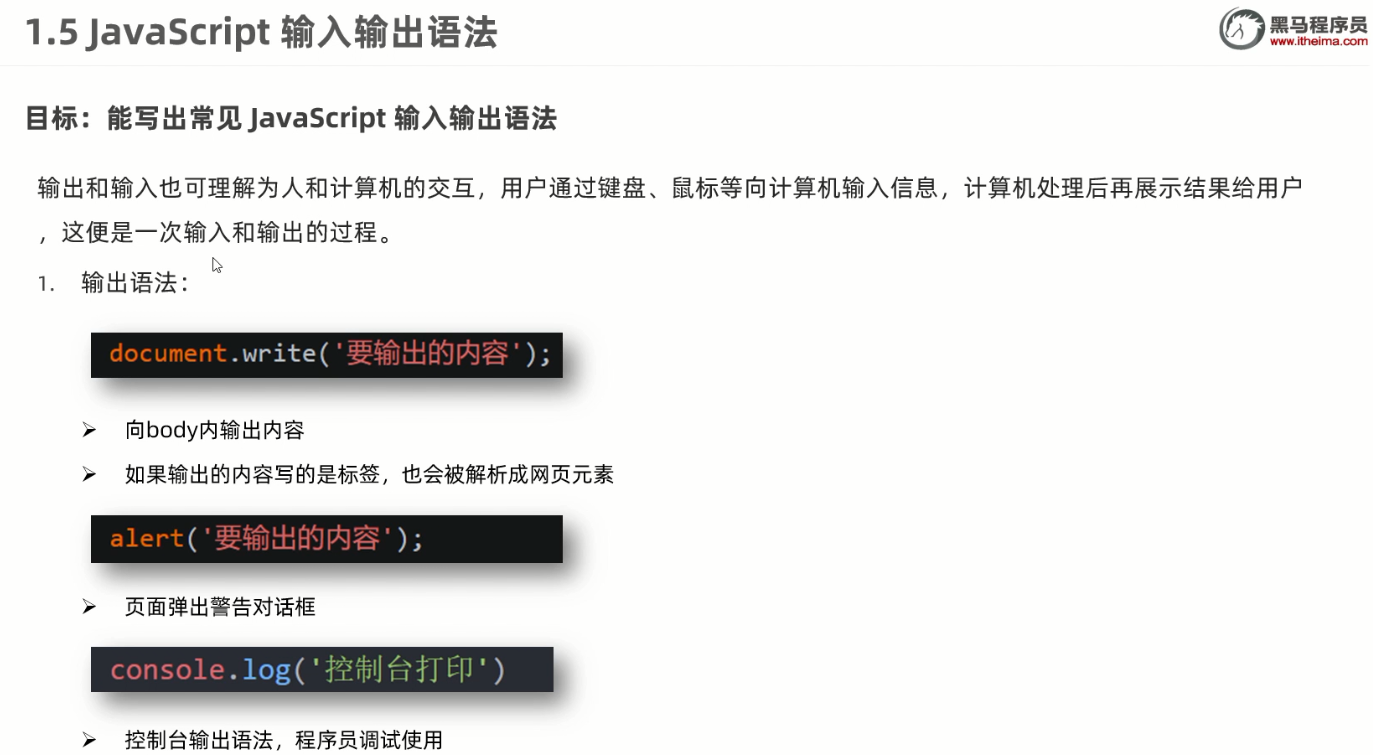 1.5 JavaScript 输入输出语法
黑马程序员
www.itheima.com
目标：能写出常见 JavaScript 输入输出语法
输出和输入也可理解为人和计算机的交互，用户通过键盘、鼠标等向计算机输入信息，计算机处理后再展示结果给用户
，这便是一次输入和输出的过程。
1. 输出语法：
document.write('要输出的内容');
➢ 向body内输出内容
➢ 如果输出的内容写的是标签，也会被解析成网页元素
alert('要输出的内容');
➢ 页面弹出警告对话框
console.log('控制台打印')
➢ 控制台输出语法，程序员调试使用